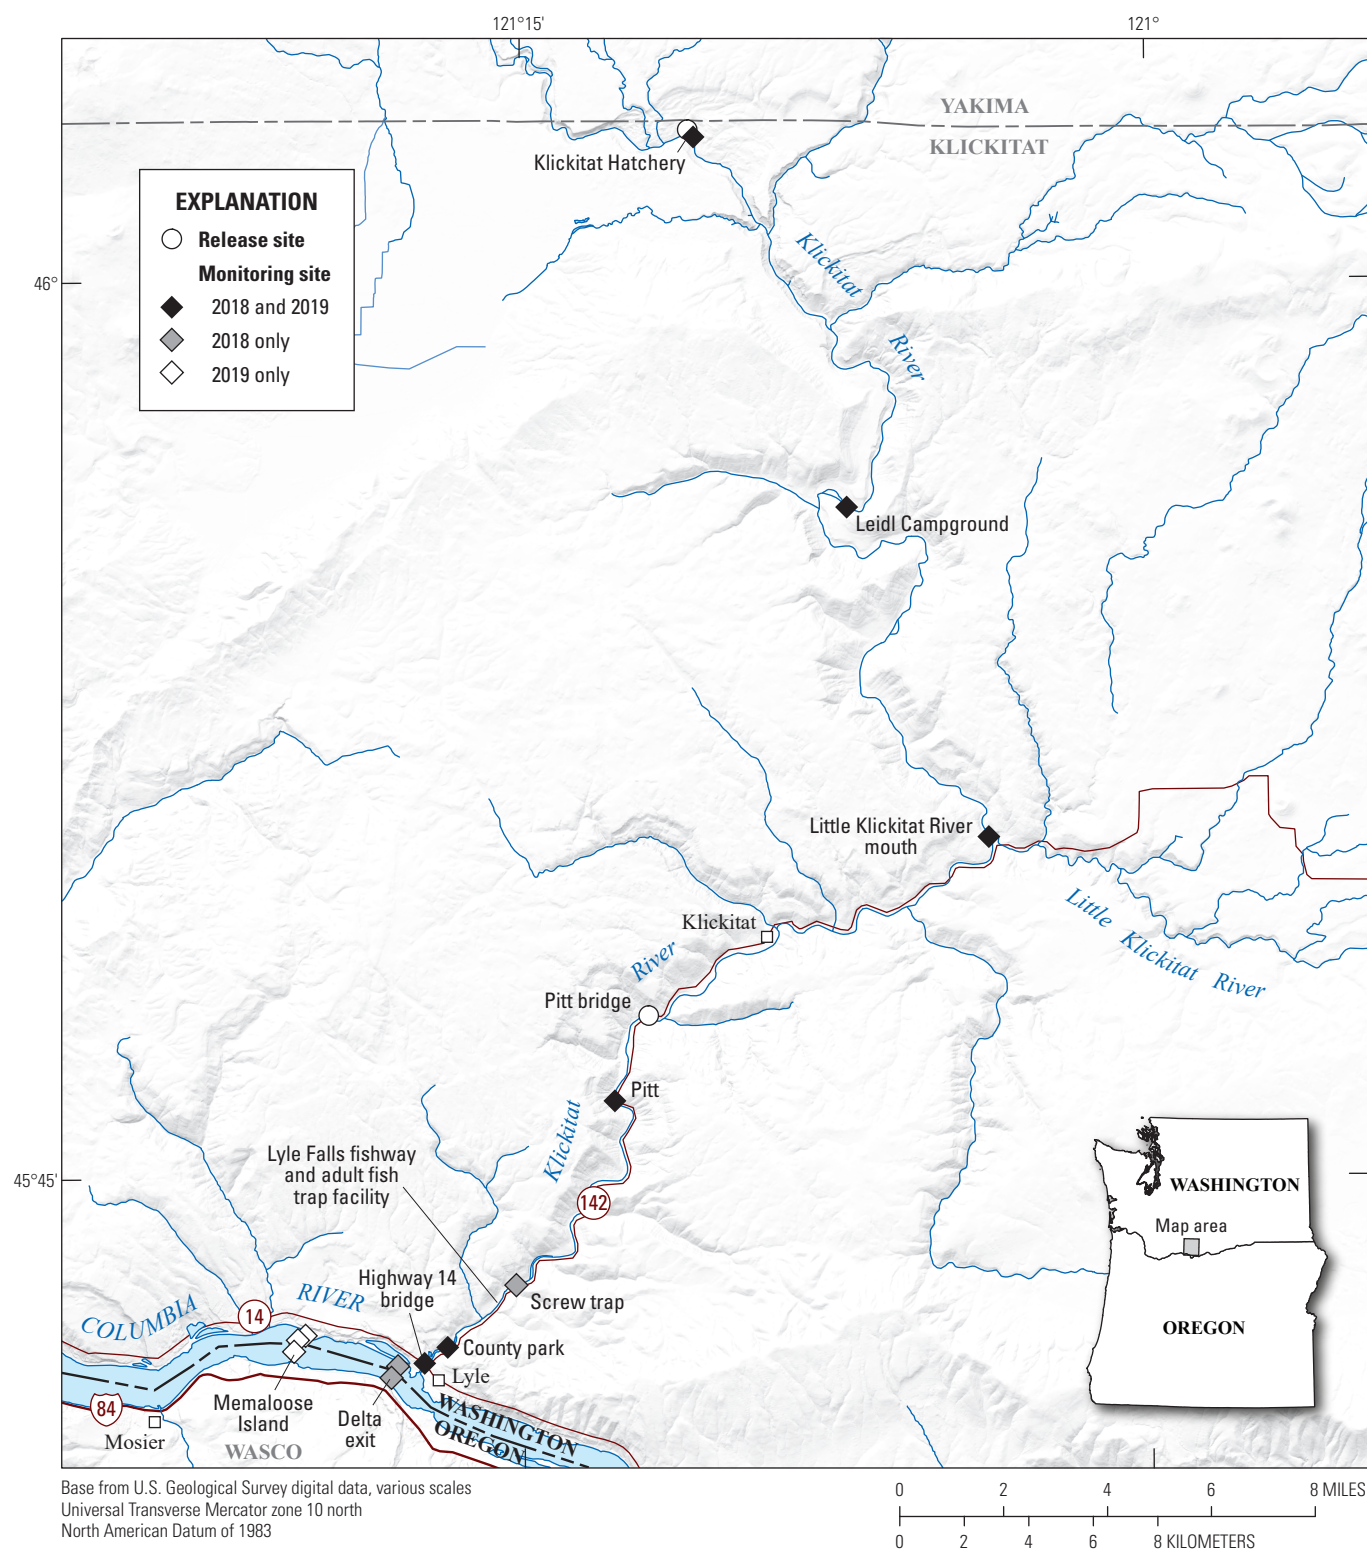 121°15'
121°
YAKIMA
KLICKITAT
Klickitat Hatchery
EXPLANATION
Release site
Monitoring site
2018 and 2019
2018 only
2019 only
46°
Klickitat
River
Leidl Campground
Little Klickitat River
mouth
Little Klickitat River
Klickitat
River
Pitt bridge
Pitt
Klickitat
Lyle Falls fishway
and adult fish
trap facility
45°45'
142
WASHINGTON
Map area
OREGON
Highway 14
bridge
Screw trap
COLUMBIA
RIVER
14
County park
Lyle
Memaloose
Island
Delta
exit
84
Mosier
WASCO
WASHINGTON
OREGON
Base from U.S. Geological Survey digital data, various scales
Universal Transverse Mercator zone 10 north
North American Datum of 1983
0 2 4 6 8 MILES
0 2 4 6 8 KILOMETERS